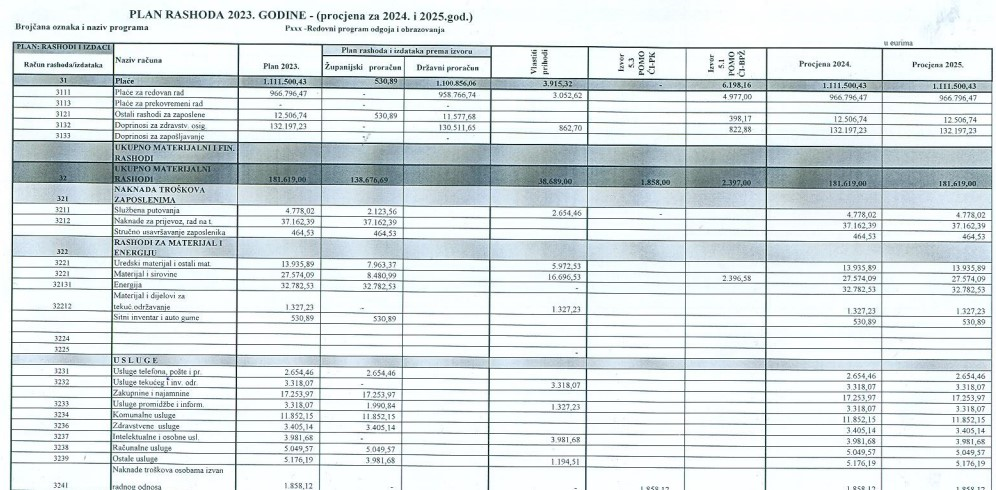 PLAN RASHODA 2023. GODINE - (procjena za 2024. i 2025.god.)
Brojčana oznaka i naziv programa Pxxx -Redovni program odgoja i obrazovanja
u eurima
PLAN: RASHODI I IZDACI Plan rashoda i izdataka prema izvoru
Račun rashoda/izdataka Naziv računa Plan 2023. Županijski proračun Državni proračun Vlastiti prihodi Izvor 5.3 POMOĆI-PK Izvor 5.1 POMOĆI-BPŽ Procjena 2024. Procjena 2025.
31 Plaće 1.111.500,43 530,89 1.100.856,06 3.915,32 - 6.198,16 1.111.500,43 1.111.500,43
3111 Plaće za redovan rad 966.796,47 - 958.766,74 3.052,62 4.977,00 966.796,47 966.796,47
3113 Plaće za prekovremeni rad - - -
3121 Ostali rashodi za zaposlene 12.506,74 530,89 11.577,68 398,17 12.506,74 12.506,74
3132 Doprinosi za zdravstv. osig. 132.197,23 - 130.511,65 862,70 822,88 132.197,23 132.197,23
3133 Doprinosi za zapošljavanje - - -
UKUPNO MATERIJALNI I FIN.
RASHODI
UKUPNO MATERIJALNI
32 RASHODI 181.619,00 138.676,69 38.689,00 1.858,00 2.397,00 181.619,00 181.619,00
NAKNADA TROŠKOVA
321 ZAPOSLENIMA
3211 Službena putovanja 4.778,02 2.123,56 2.654,46 - 4.778,02 4.778,02
3212 Naknade za prijevoz, rad na t. 37.162,39 37.162,39 37.162,39 37.162,39
Stručno usavršavanje zaposlenika 464,53 464,53 464,53 464,53
RASHODI ZA MATERIJAL I
322 ENERGIJU
3221 Uredski materijal i ostali mat. 13.935,89 7.963,37 5.972,53 13.935,89 13.935,89
3221 Materijal i sirovine 27.574,09 8.480,99 16.696,53 2.396,58 27.574,09 27.574,09
32131 Energija 32.782,53 32.782,53 - 32.782,53 32.782,53
Materijal i dijelovi za
32212 tekuć.održavanje 1.327,23 - 1.327,23 1.327,23 1.327,23
Sitni inventar i auto gume 530,89 530,89 530,89 530,89
3224
3225 -
U S L U G E
3231 Usluge telefona, pošte i pr. 2.654,46 2.654,46 2.654,46 2.654,46
3232 Usluge tekućeg i inv. odr. 3.318,07 - 3.318,07 3.318,07 3.318,07
Zakupnine i najamnine 17.253,97 17.253,97 17.253,97 17.253,97
3233 Usluge promidžbe i inform. 3.318,07 1.990,84 1.327,23 3.318,07 3.318,07
3234 Komunalne usluge 11.852,15 11.852,15 11.852,15 11.852,15
3236 Zdravstvene usluge 3.405,14 3.405,14 3.405,14 3.405,14
3237 Intelektualne i osobne usl. 3.981,68 - 3.981,68 3.981,68 3.981,68
3238 Računalne usluge 5.049,57 5.049,57 5.049,57 5.049,57
3239 Ostale usluge 5.176,19 3.981,68 1.194,51 5.176,19 5.176,19
Naknade troškova osobama izvan
3241 radnog odnosa 1.858,12 - - 1.858,12 1.858,12 1.858,12